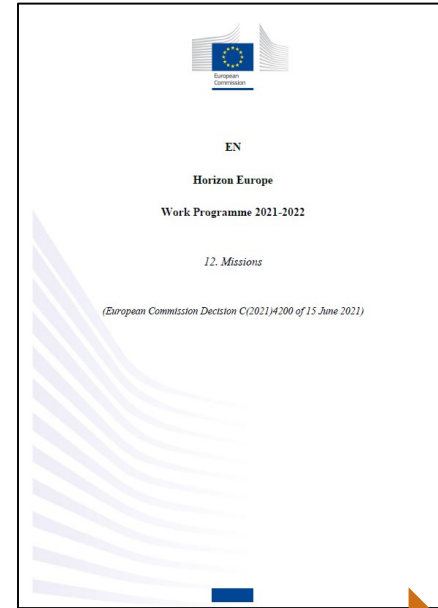 European
Commission
EN
Horizon Europe
Work Programme 2021-2022
12. Missions
(European Commission Decision C(2021)4200 of 15 June 2021)